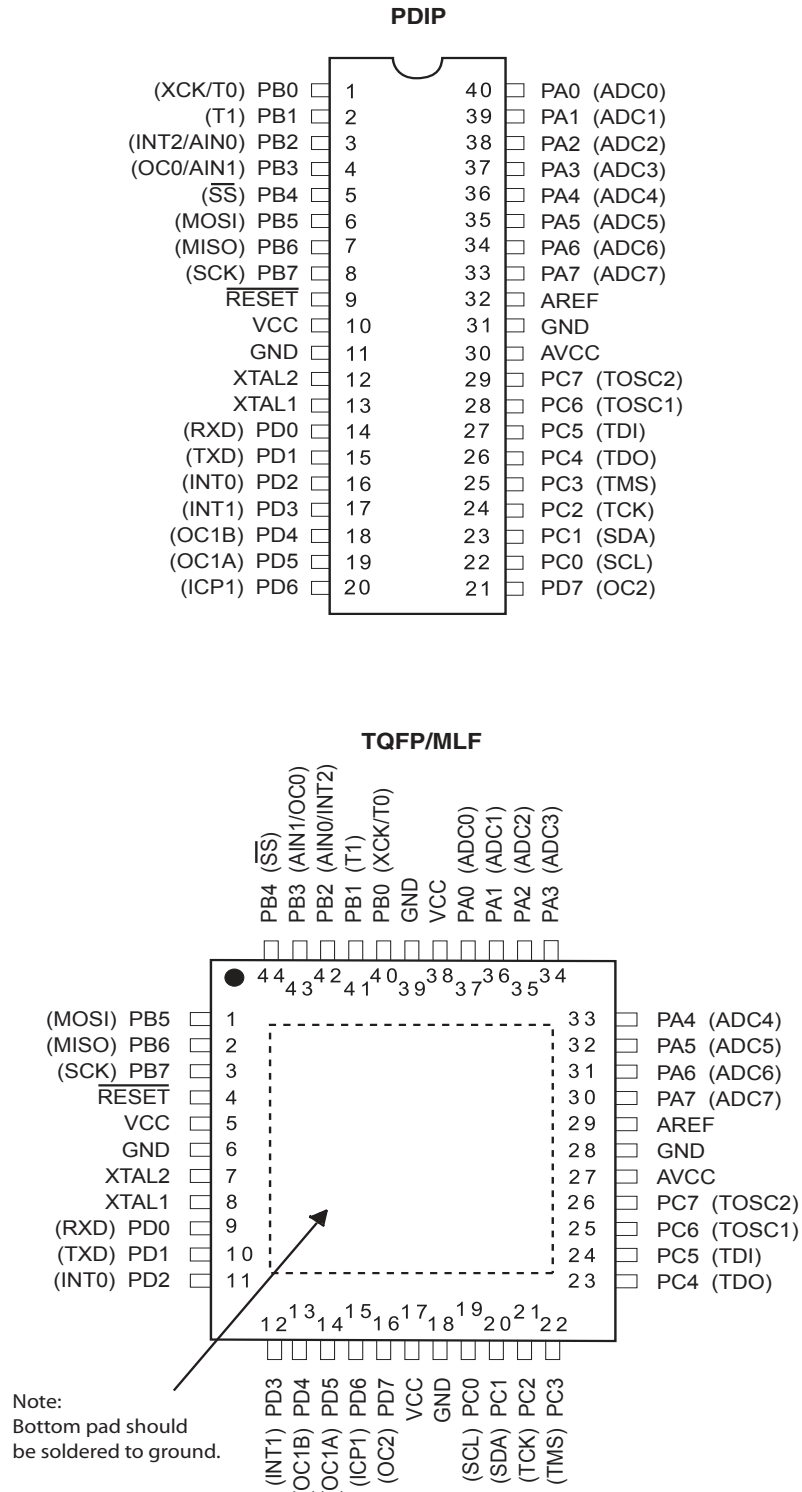 PDIP
(XCK/T0) PB0 1 40 PA0 (ADC0)
(T1) PB1 2 39 PA1 (ADC1)
(INT2/AIN0) PB2 3 38 PA2 (ADC2)
(OC0/AIN1) PB3 4 37 PA3 (ADC3)
(SS) PB4 5 36 PA4 (ADC4)
(MOSI) PB5 6 35 PA5 (ADC5)
(MISO) PB6 7 34 PA6 (ADC6)
(SCK) PB7 8 33 PA7 (ADC7)
RESET 9 32 AREF
VCC 10 31 GND
GND 11 30 AVCC
XTAL2 12 29 PC7 (TOSC2)
XTAL1 13 28 PC6 (TOSC1)
(RXD) PD0 14 27 PC5 (TDI)
(TXD) PD1 15 26 PC4 (TDO)
(INT0) PD2 16 25 PC3 (TMS)
(INT1) PD3 17 24 PC2 (TCK)
(OC1B) PD4 18 23 PC1 (SDA)
(OC1A) PD5 19 22 PC0 (SCL)
(ICP1) PD6 20 21 PD7 (OC2)
TQFP/MLF
PB4 (SS)
PB3 (AIN1/OC0)
PB2 (AIN0/INT2)
PB1 (T1)
PB0 (XCK/T0)
GND
VCC
PA0 (ADC0)
PA1 (ADC1)
PA2 (ADC2)
PA3 (ADC3)
44 43 42 41 40 39 38 37 36 35 34
(MOSI) PB5 1 33 PA4 (ADC4)
(MISO) PB6 2 32 PA5 (ADC5)
(SCK) PB7 3 31 PA6 (ADC6)
RESET 4 30 PA7 (ADC7)
VCC 5 29 AREF
GND 6 28 GND
XTAL2 7 27 AVCC
XTAL1 8 26 PC7 (TOSC2)
(RXD) PD0 9 25 PC6 (TOSC1)
(TXD) PD1 10 24 PC5 (TDI)
(INT0) PD2 11 23 PC4 (TDO)
12 13 14 15 16 17 18 19 20 21 22
(INT1) PD3
(OC1B) PD4
(OC1A) PD5
(ICP1) PD6
(OC2) PD7
VCC
GND
(SCL) PC0
(SDA) PC1
(TCK) PC2
(TMS) PC3
Note:
Bottom pad should
be soldered to ground.